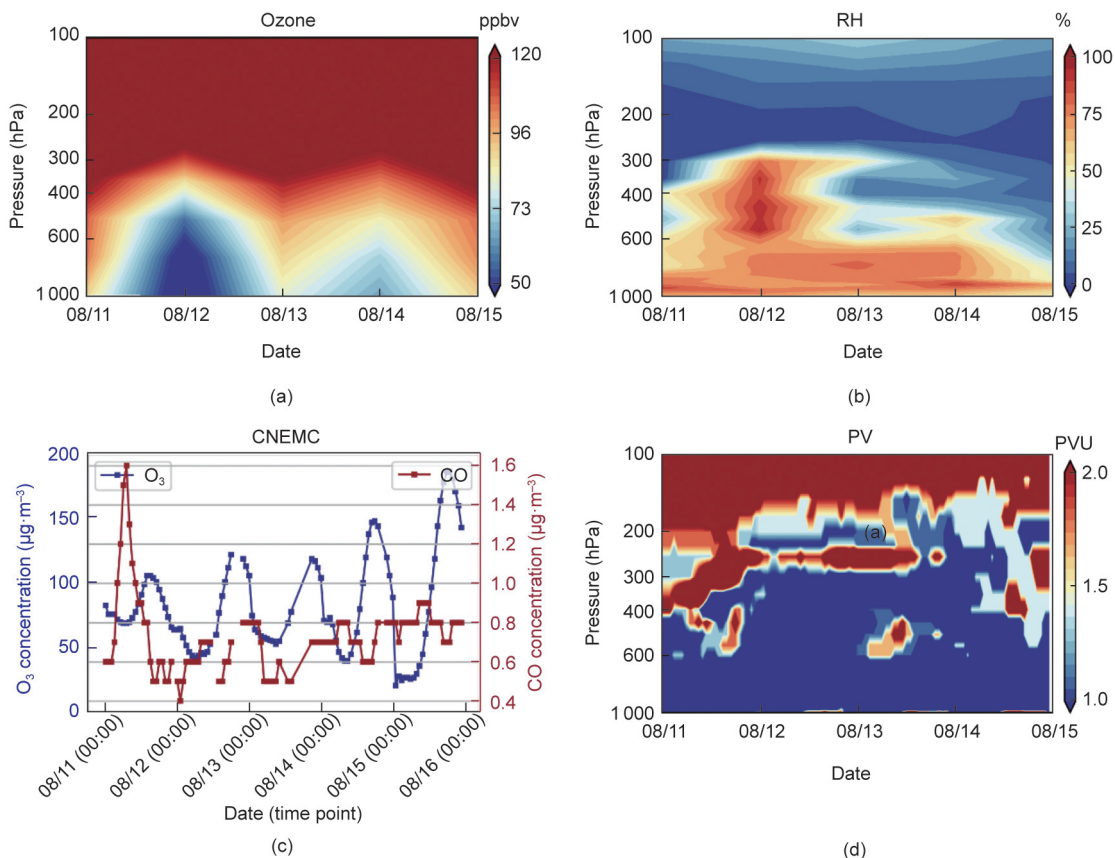 Ozone
ppbv
100
200
300
400
600
1 000
Pressure (hPa)
08/11
08/12
08/13
08/14
08/15
Date
120
96
73
50
(a)
RH
%
100
200
300
400
600
1 000
Pressure (hPa)
08/11
08/12
08/13
08/14
08/15
Date
100
75
50
25
0
(b)
CNEMC
O₃
CO
200
150
100
50
0
O₃ concentration (μg·m⁻³)
1.6
1.4
1.2
1.0
0.8
0.6
0.4
CO concentration (μg·m⁻³)
08/11 (00:00)
08/12 (00:00)
08/13 (00:00)
08/14 (00:00)
08/15 (00:00)
08/16 (00:00)
Date (time point)
(c)
PV
PVU
100
200
300
400
600
1 000
Pressure (hPa)
(a)
08/11
08/12
08/13
08/14
08/15
Date
2.0
1.5
1.0
(d)